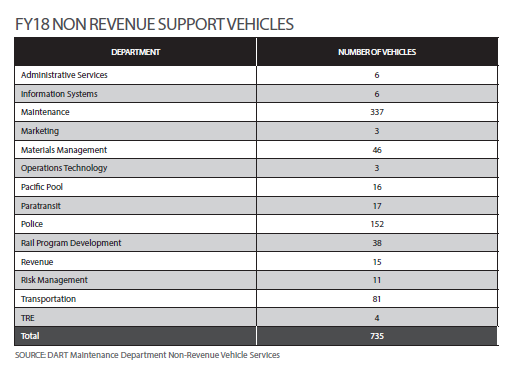 FY18 NON REVENUE SUPPORT VEHICLES
DEPARTMENT NUMBER OF VEHICLES
Administrative Services 6
Information Systems 6
Maintenance 337
Marketing 3
Materials Management 46
Operations Technology 3
Pacific Pool 16
Paratransit 17
Police 152
Rail Program Development 38
Revenue 15
Risk Management 11
Transportation 81
TRE 4
Total 735
SOURCE: DART Maintenance Department Non-Revenue Vehicle Services